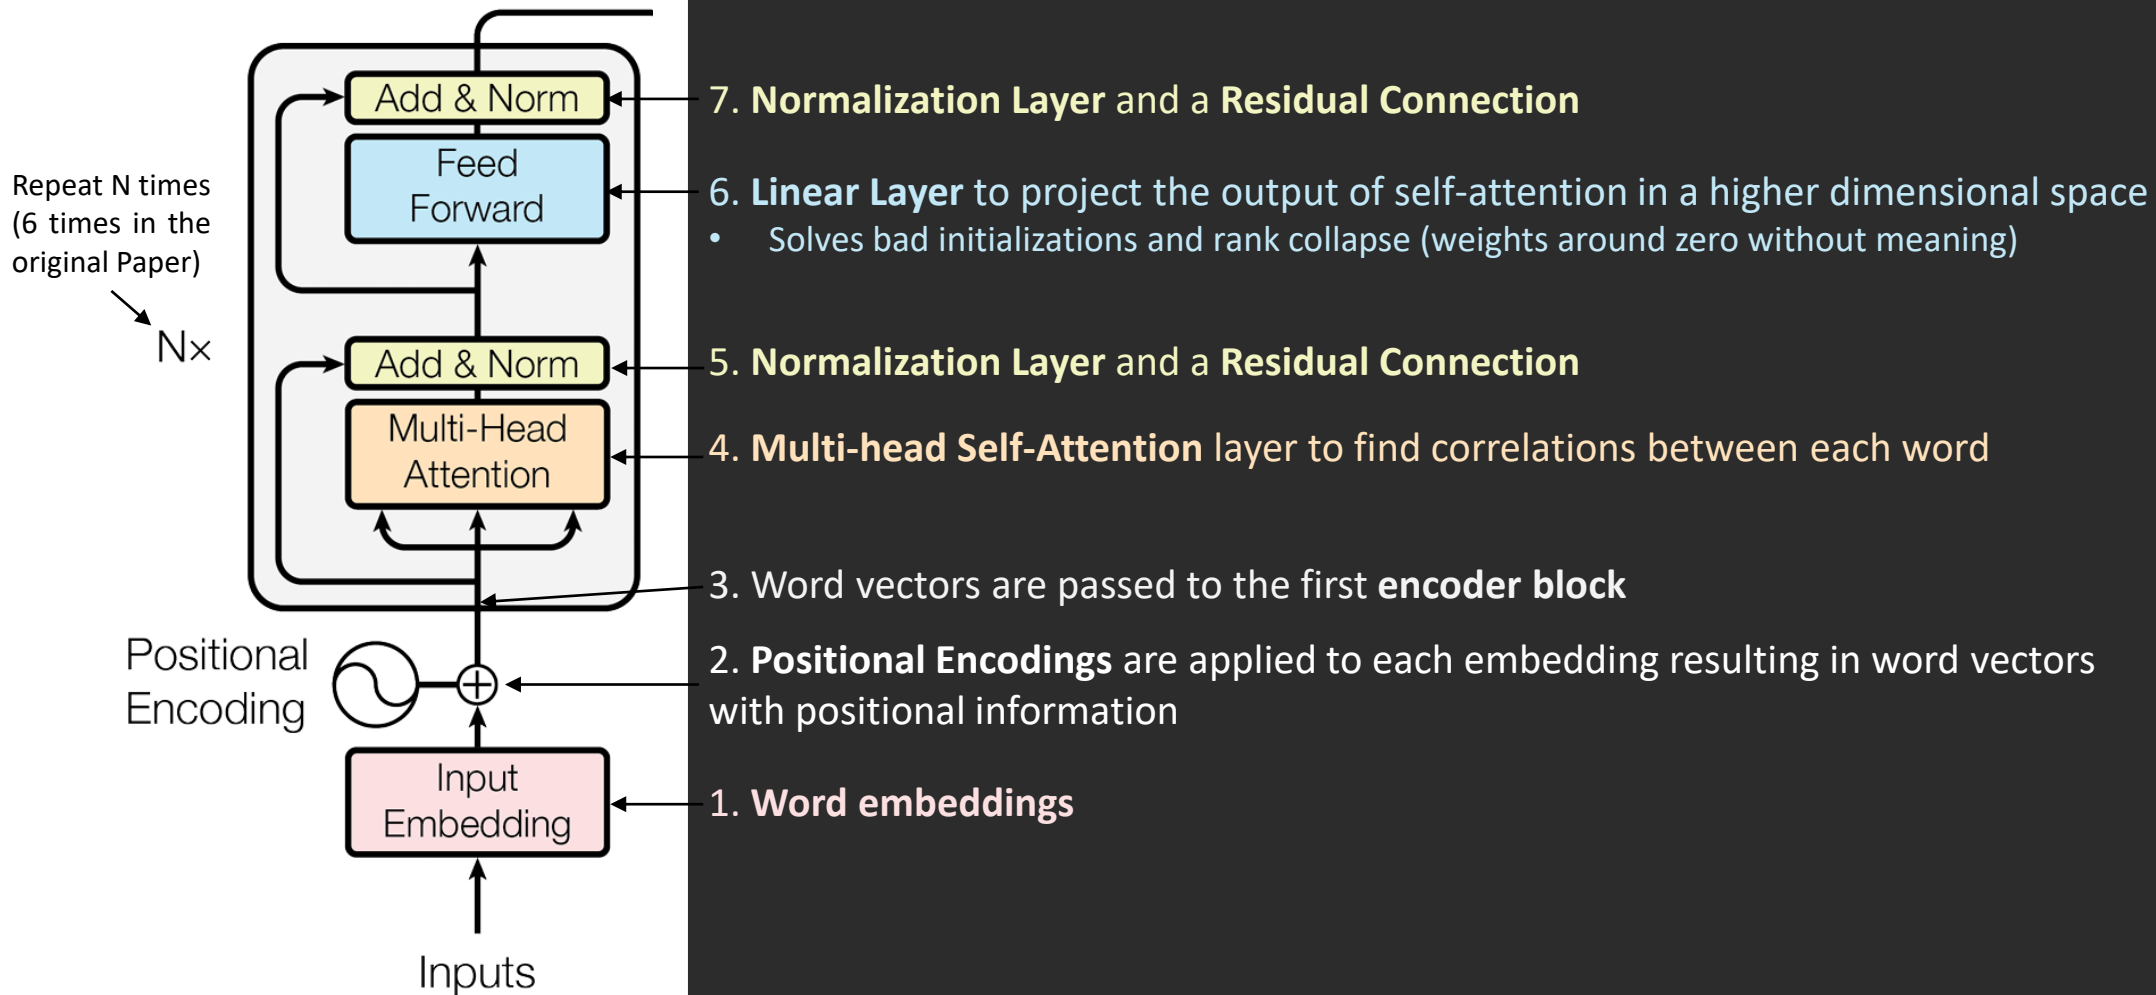 Add & Norm
7. Normalization Layer and a Residual Connection
Feed
Forward
6. Linear Layer to project the output of self-attention in a higher dimensional space
• Solves bad initializations and rank collapse (weights around zero without meaning)
Repeat N times
(6 times in the
original Paper)
N×
Add & Norm
5. Normalization Layer and a Residual Connection
Multi-Head
Attention
4. Multi-head Self-Attention layer to find correlations between each word
3. Word vectors are passed to the first encoder block
Positional
Encoding
2. Positional Encodings are applied to each embedding resulting in word vectors
with positional information
Input
Embedding
1. Word embeddings
Inputs